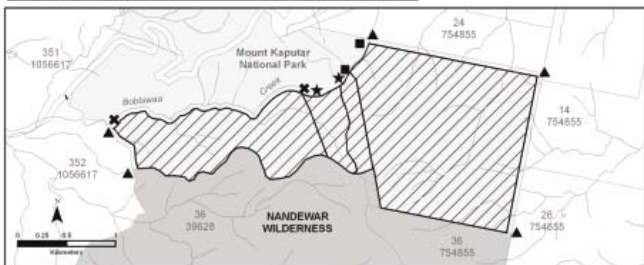 24
754855
351
1056617
Mount Kaputar
National Park
Creek
Bobbiwaa
14
754855
352
1056617
N
36
39628
NANDEWAR
WILDERNESS
26
754855
36
754855
0 0.25 0.5 1
Kilometers